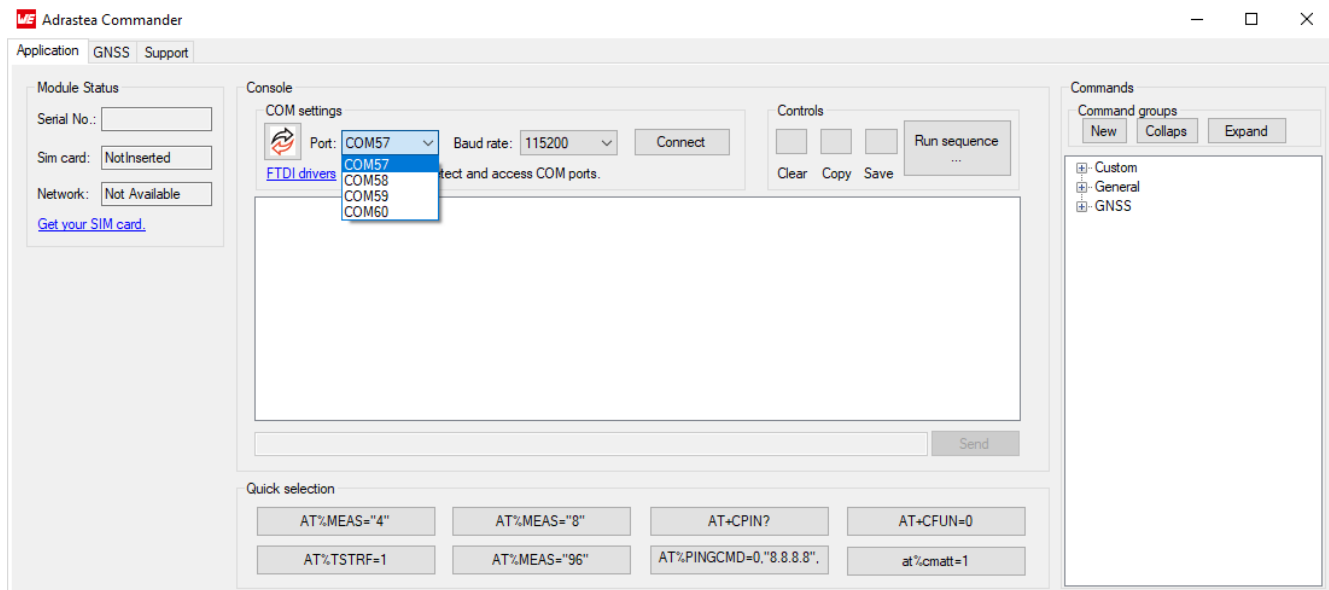 WE Adrastea Commander
Application GNSS Support
Module Status
Serial No.:
Sim card: NotInserted
Network: Not Available
Get your SIM card.
Console
COM settings
Port: COM57 Baud rate: 115200 Connect
COM57
COM58
COM59
COM60
FTDI drivers tect and access COM ports.
Controls
Run sequence
...
Clear Copy Save
Send
Quick selection
AT%MEAS="4" AT%MEAS="8" AT+CPIN? AT+CFUN=0
AT%TSTRF=1 AT%MEAS="96" AT%PINGCMD=0,"8.8.8.8", at%cmatt=1
Commands
Command groups
New Collaps Expand
Custom
General
GNSS